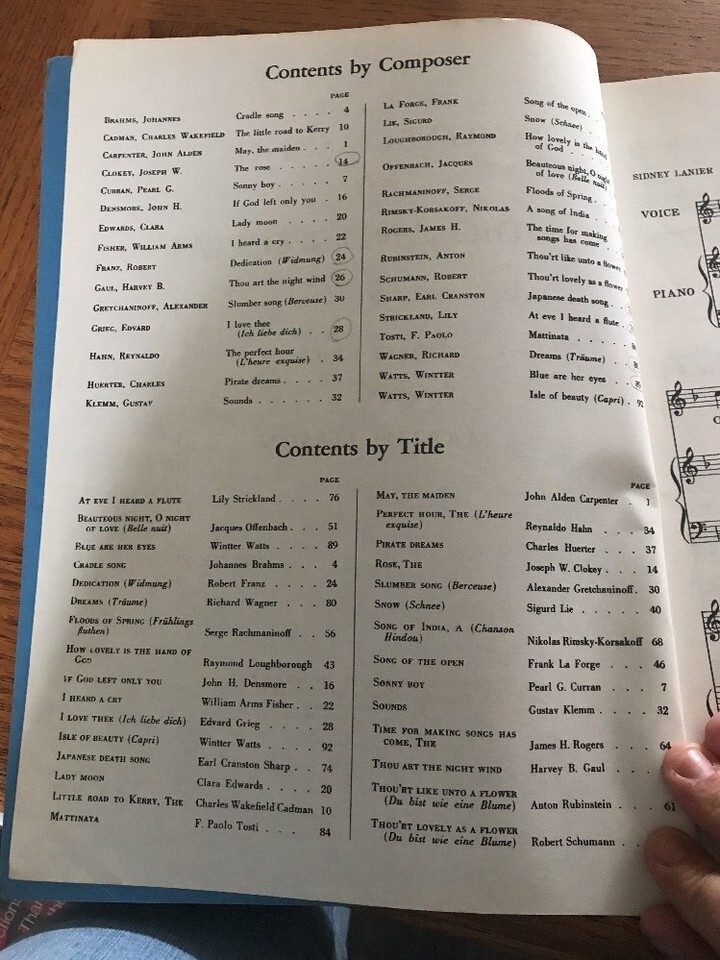 Contents by Composer
PAGE
BRAHMS, JOHANNES Cradle song . . . . 4
CADMAN, CHARLES WAKEFIELD The little road to Kerry 10
CARPENTER, JOHN ALDEN May, the maiden . . . 1
CLOKEY, JOSEPH W. The rose . . . . . 14
CURRAN, PEARL G. Sonny boy . . . . . 7
DENSMORE, JOHN H. If God left only you . 16
EDWARDS, CLARA Lady moon . . . . . 20
FISHER, WILLIAM ARMS I heard a cry . . . . 22
FRANZ, ROBERT Dedication (Widmung) 24
GAUL, HARVEY B. Thou art the night wind 26
GRETCHANINOFF, ALEXANDER Slumber song (Berceuse) 30
GRIEG, EDVARD I love thee
(Ich liebe dich) . . 28
HAHN, REYNALDO The perfect hour
(L'heure exquise) . . 34
HUERTER, CHARLES Pirate dreams . . . . 37
KLEMM, GUSTAV Sounds . . . . . . 32
LA FORGE, FRANK Song of the open .
LIE, SIGURD Snow (Schnee) . . .
LOUGHBOROUGH, RAYMOND How lovely is the hand
of God . . .
OFFENBACH, JACQUES Beauteous night, O night
of love (Belle nuit)
RACHMANINOFF, SERGE Floods of Spring . .
RIMSKY-KORSAKOFF, NIKOLAS A song of India . .
ROGERS, JAMES H. The time for making
songs has come . .
RUBINSTEIN, ANTON Thou'rt like unto a flower
SCHUMANN, ROBERT Thou'rt lovely as a flower
SHARP, EARL CRANSTON Japanese death song .
STRICKLAND, LILY At eve I heard a flute .
TOSTI, F. PAOLO Mattinata . . . . .
WAGNER, RICHARD Dreams (Träume) . .
WATTS, WINTTER Blue are her eyes . . 89
WATTS, WINTTER Isle of beauty (Capri) . 92
Contents by Title
PAGE
AT EVE I HEARD A FLUTE Lily Strickland . . . . 76
BEAUTEOUS NIGHT, O NIGHT
OF LOVE (Belle nuit) Jacques Offenbach . . . 51
BLUE ARE HER EYES Wintter Watts . . . . 89
CRADLE SONG Johannes Brahms . . . 4
DEDICATION (Widmung) Robert Franz . . . . 24
DREAMS (Träume) Richard Wagner . . . 80
FLOODS OF SPRING (Frühlings
fluthen) Serge Rachmaninoff . . 56
HOW LOVELY IS THE HAND OF
GOD Raymond Loughborough 43
IF GOD LEFT ONLY YOU John H. Densmore . . 16
I HEARD A CRY William Arms Fisher . . 22
I LOVE THEE (Ich liebe dich) Edvard Grieg . . . . 28
ISLE OF BEAUTY (Capri) Wintter Watts . . . . 92
JAPANESE DEATH SONG Earl Cranston Sharp . . 74
LADY MOON Clara Edwards . . . . 20
LITTLE ROAD TO KERRY, THE Charles Wakefield Cadman 10
MATTINATA F. Paolo Tosti . . . 84
PAGE
MAY, THE MAIDEN John Alden Carpenter . 1
PERFECT HOUR, THE (L'heure
exquise) Reynaldo Hahn . . . 34
PIRATE DREAMS Charles Huerter . . . 37
ROSE, THE Joseph W. Clokey . . . 14
SLUMBER SONG (Berceuse) Alexander Gretchaninoff . 30
SNOW (Schnee) Sigurd Lie . . . . . 40
SONG OF INDIA, A (Chanson
Hindou) Nikolas Rimsky-Korsakoff 68
SONG OF THE OPEN Frank La Forge . . . 46
SONNY BOY Pearl G. Curran . . . 7
SOUNDS Gustav Klemm . . . . 32
TIME FOR MAKING SONGS HAS
COME, THE James H. Rogers . . . 64
THOU ART THE NIGHT WIND Harvey B. Gaul . . .
THOU'RT LIKE UNTO A FLOWER
(Du bist wie eine Blume) Anton Rubinstein . . . 61
THOU'RT LOVELY AS A FLOWER
(Du bist wie eine Blume) Robert Schumann . .
SIDNEY LANIER
VOICE
PIANO